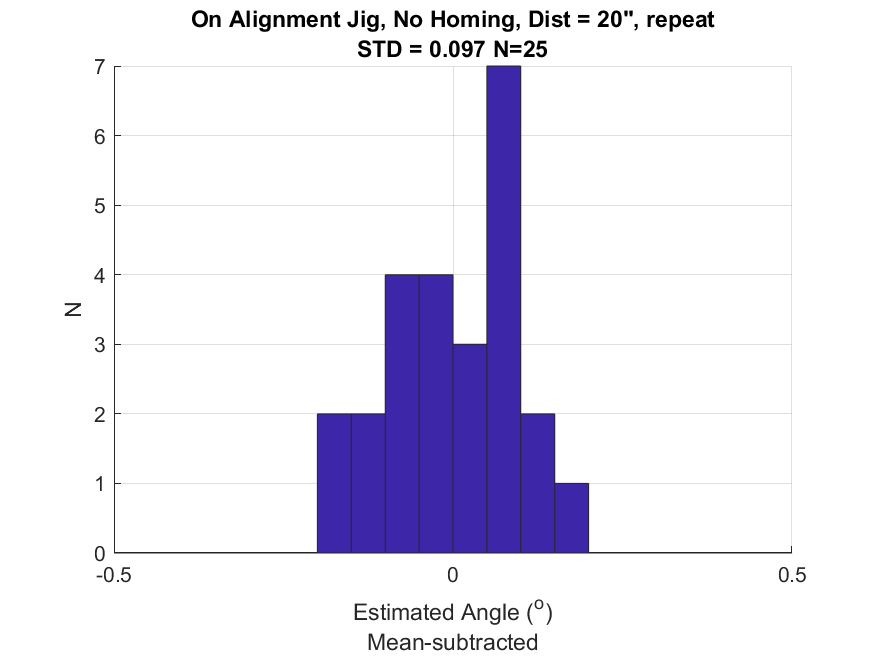 On Alignment Jig, No Homing, Dist = 20", repeat
STD = 0.097 N=25
7
6
5
4
3
2
1
0
N
-0.5
0
0.5
Estimated Angle (°)
Mean-subtracted